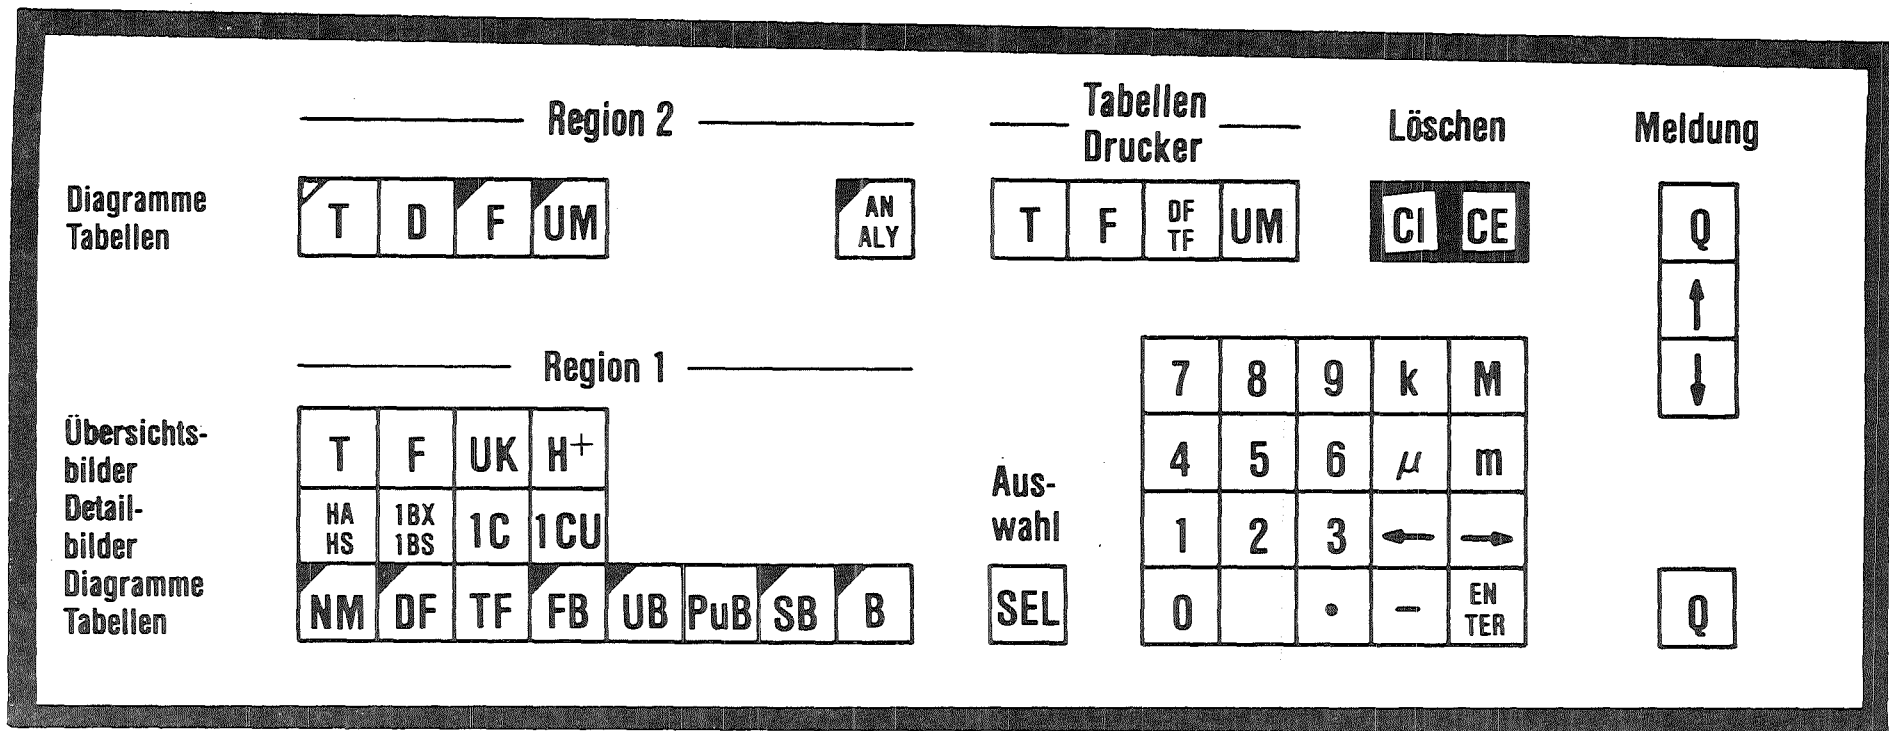 Region 2
Tabellen
Drucker
Löschen
Meldung
Diagramme
Tabellen
T D F UM
AN
ALY
T F DF
TF UM
CI CE
Q
↑
↓
Region 1
Übersichts-
bilder
T F UK H+
Detail-
bilder
HA
HS
1BX
1BS
1C 1CU
Diagramme
Tabellen
NM DF TF FB UB PuB SB B
Aus-
wahl
SEL
7 8 9 k M
4 5 6 μ m
1 2 3 ← →
0 • – EN
TER
Q